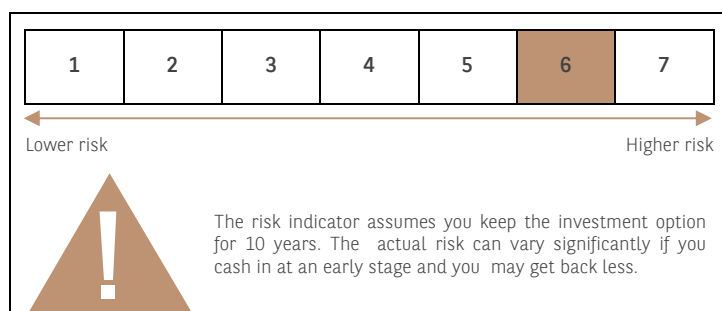 1 2 3 4 5 6 7
Lower risk Higher risk
!
The risk indicator assumes you keep the investment option
for 10 years. The actual risk can vary significantly if you
cash in at an early stage and you may get back less.